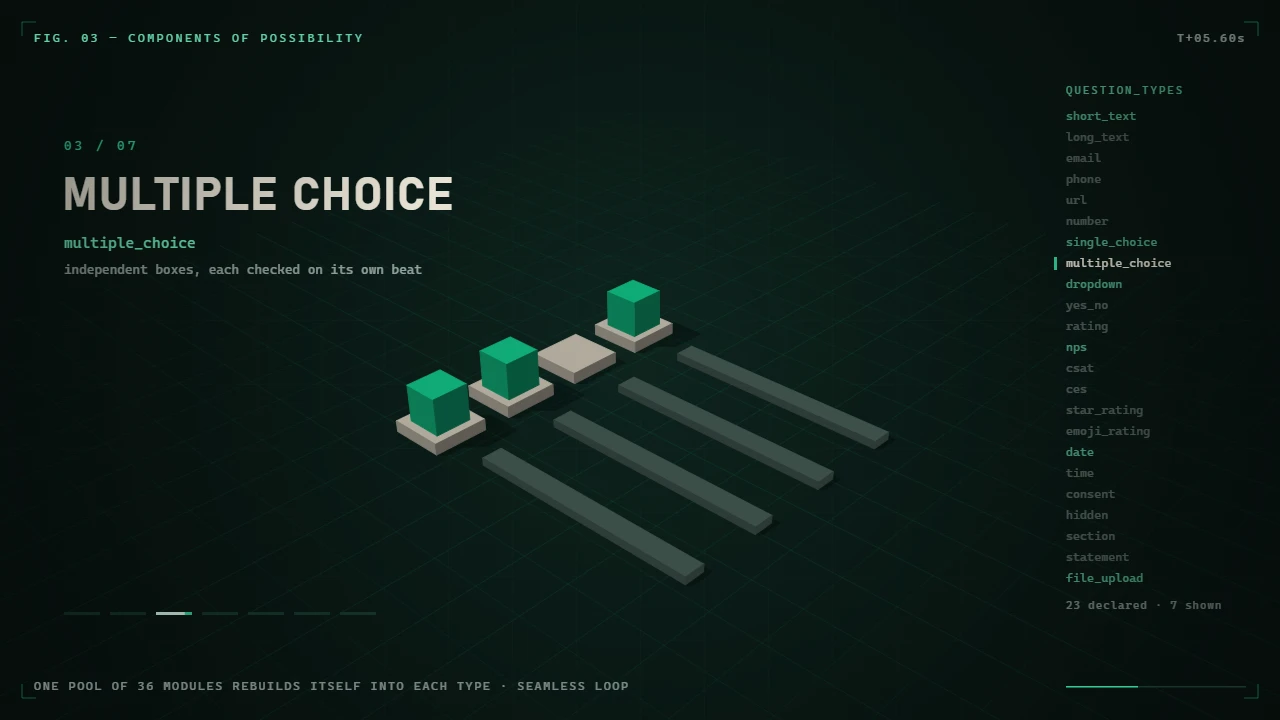 FIG. 03 — COMPONENTS OF POSSIBILITY
T+05.60s
03 / 07
MULTIPLE CHOICE
multiple_choice
independent boxes, each checked on its own beat
QUESTION_TYPES
short_text
long_text
email
phone
url
number
single_choice
multiple_choice
dropdown
yes_no
rating
nps
csat
ces
star_rating
emoji_rating
date
time
consent
hidden
section
statement
file_upload
23 declared · 7 shown
ONE POOL OF 36 MODULES REBUILDS ITSELF INTO EACH TYPE · SEAMLESS LOOP